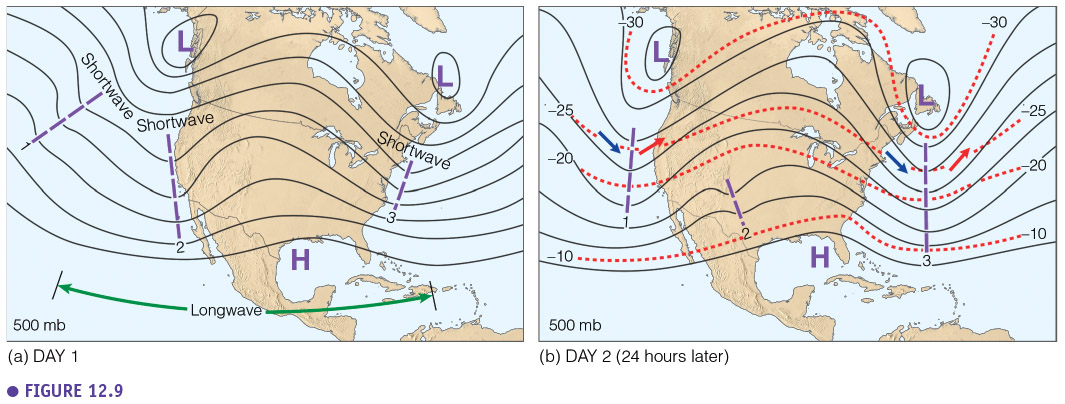 L
L
Shortwave
Shortwave
Shortwave
1
2
3
H
Longwave
500 mb
(a) DAY 1
–30
–30
L
L
–25
–25
–20
–20
1
2
3
–10
–10
H
500 mb
(b) DAY 2 (24 hours later)
● FIGURE 12.9